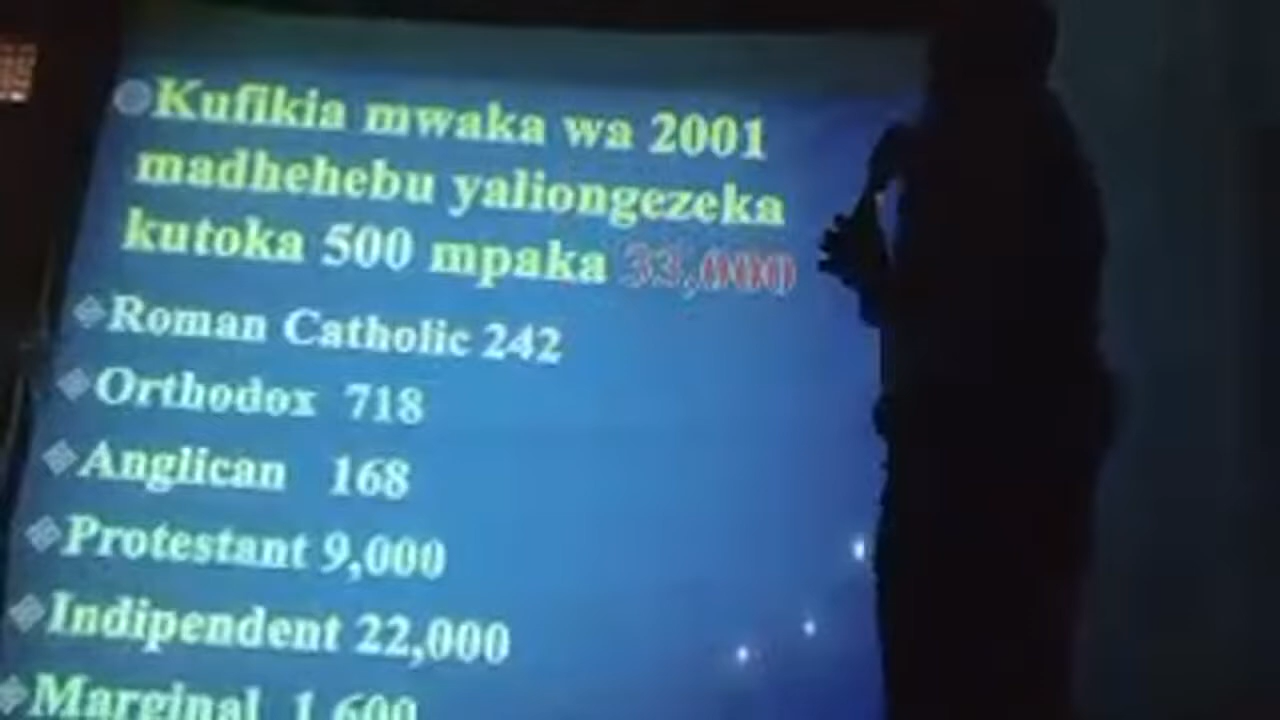 Kufikia mwaka wa 2001
madhehebu yaliongezeka
kutoka 500 mpaka 33,000
Roman Catholic 242
Orthodox 718
Anglican 168
Protestant 9,000
Indipendent 22,000
Marginal 1,600